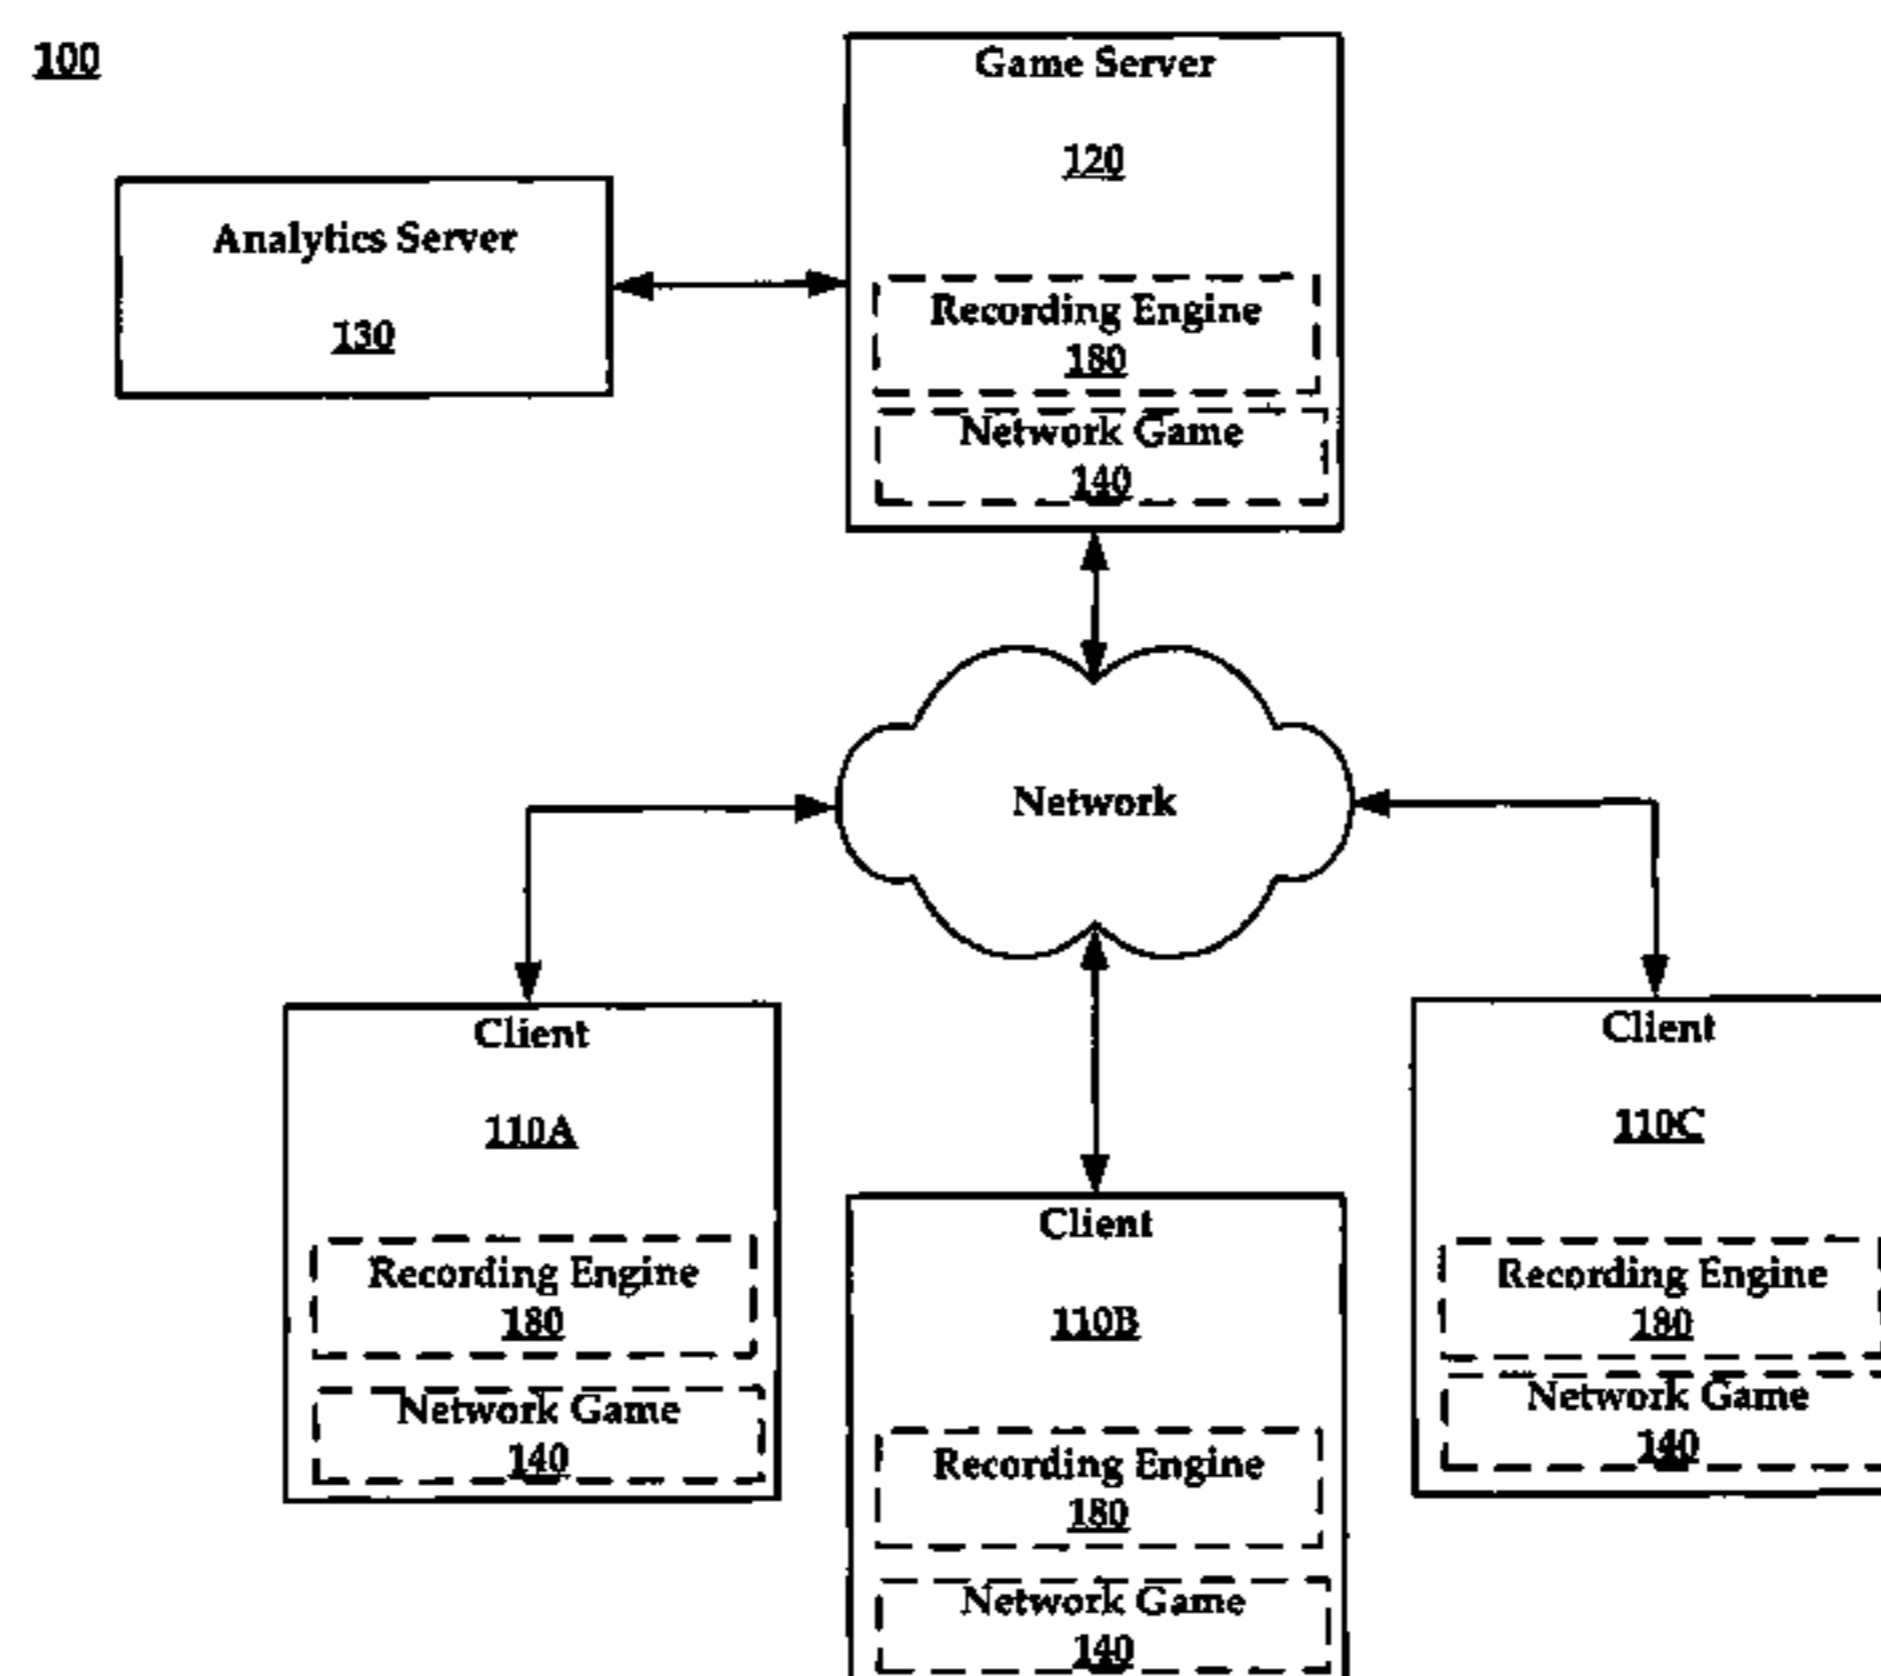 100
Game Server
120
Analytics Server
130
Recording Engine
180
Network Game
140
Network
Client
110A
Recording Engine
180
Network Game
140
Client
110B
Recording Engine
180
Network Game
140
Client
110C
Recording Engine
180
Network Game
140